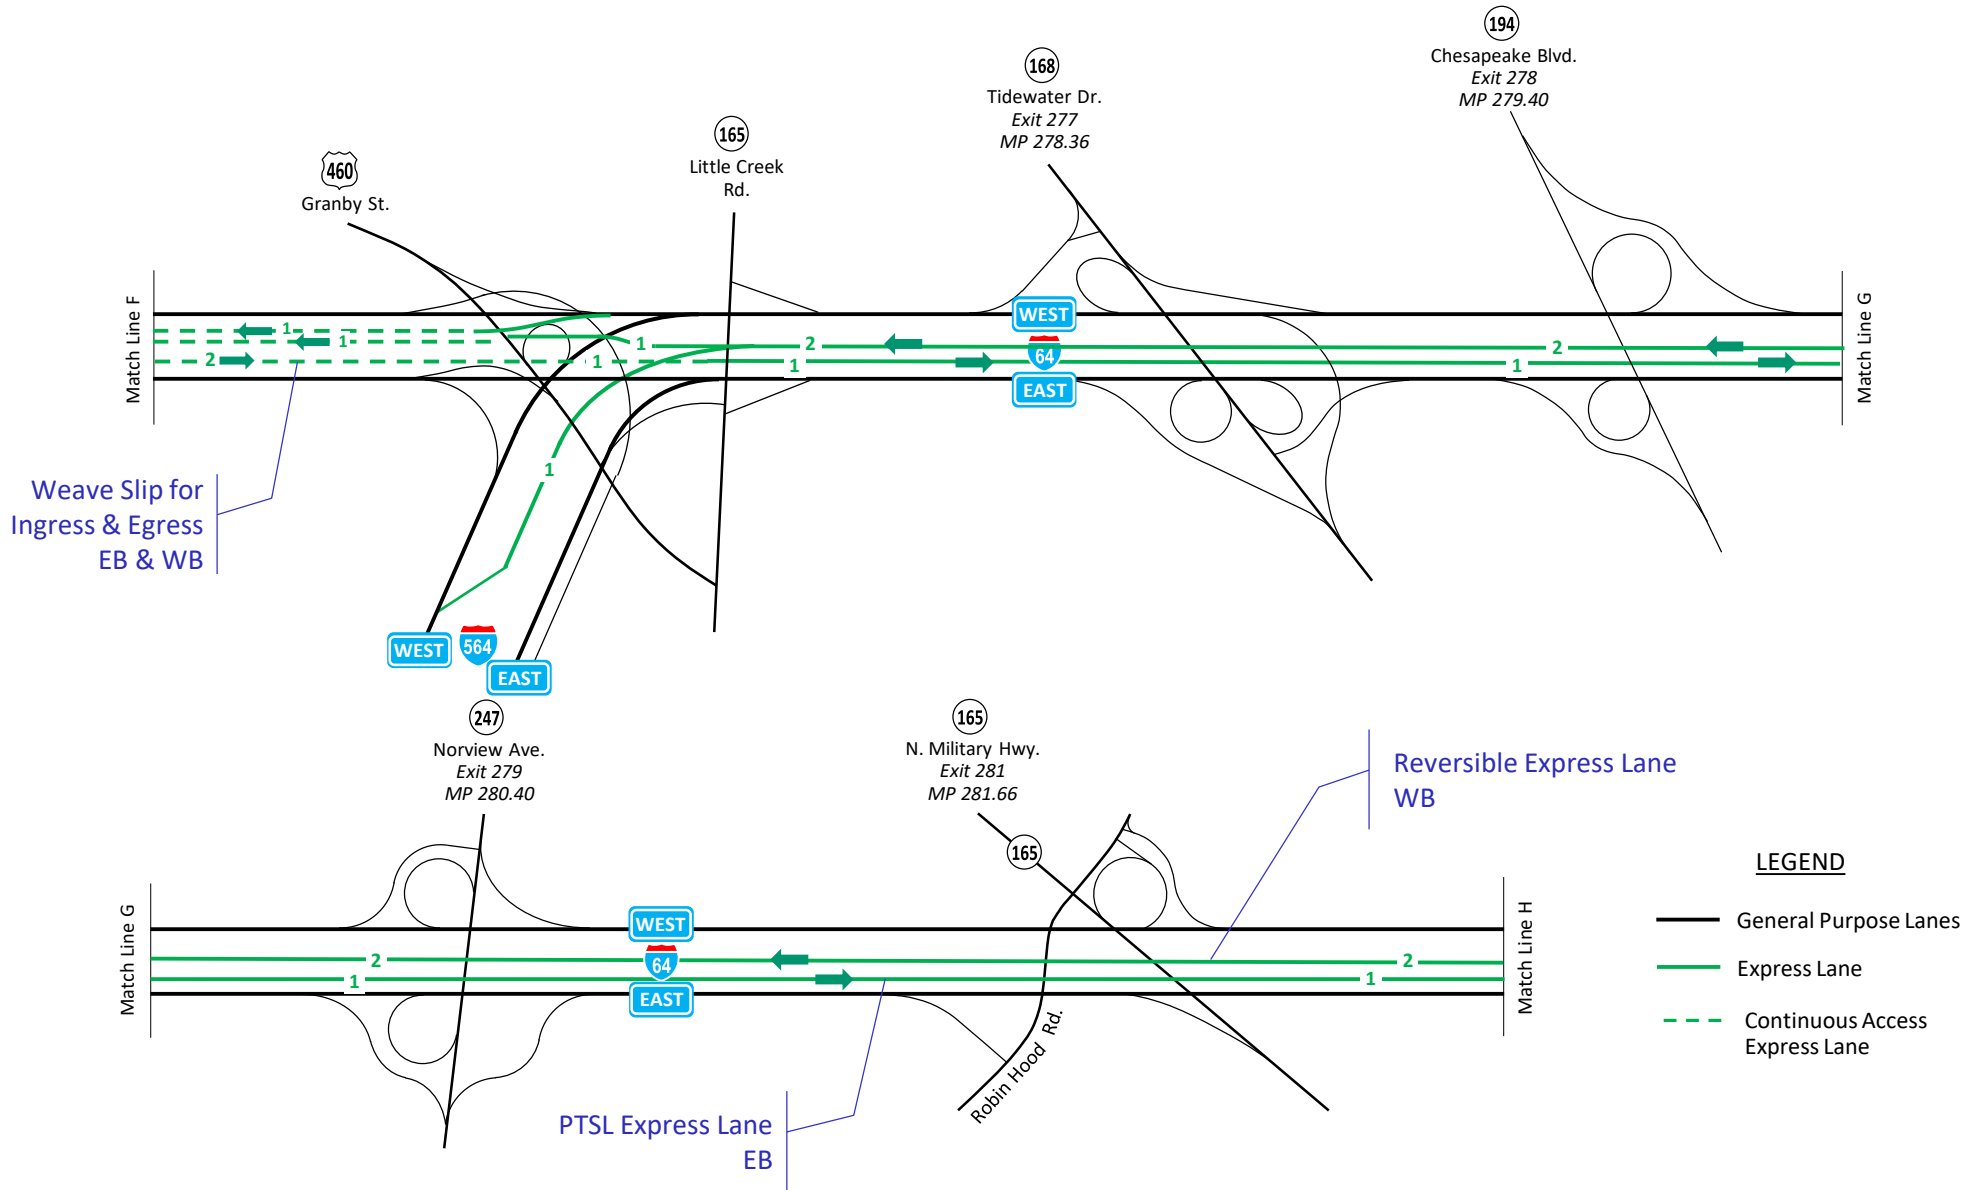 194
Chesapeake Blvd.
Exit 278
MP 279.40
168
Tidewater Dr.
Exit 277
MP 278.36
165
Little Creek
Rd.
460
Granby St.
Match Line F
Match Line G
WEST
64
EAST
1
1
2
1
1
2
1
2
1
1
Weave Slip for
Ingress & Egress
EB & WB
WEST
564
EAST
247
Norview Ave.
Exit 279
MP 280.40
165
N. Military Hwy.
Exit 281
MP 281.66
165
Reversible Express Lane
WB
Match Line G
Match Line H
WEST
64
EAST
2
2
1
1
Robin Hood Rd.
PTSL Express Lane
EB
LEGEND
General Purpose Lanes
Express Lane
Continuous Access
Express Lane